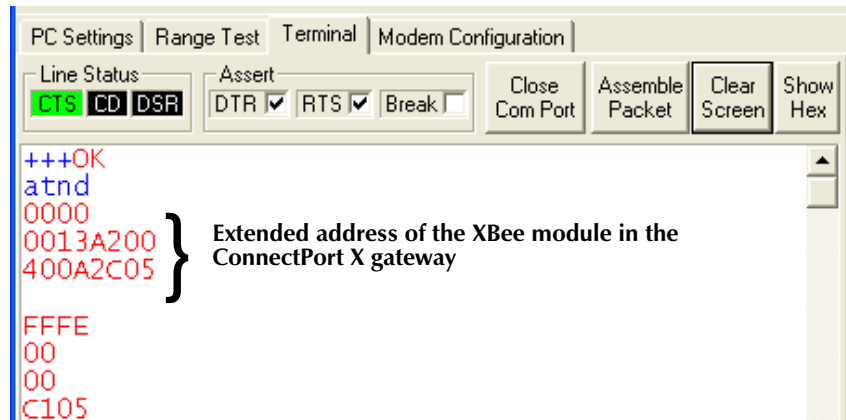 PC Settings Range Test Terminal Modem Configuration
Line Status Assert
CTS CD DSR DTR RTS Break
Close Com Port
Assemble Packet
Clear Screen
Show Hex
+++OK
atnd
0000
0013A200
400A2C05
} Extended address of the XBee module in the
ConnectPort X gateway
FFFE
00
00
C105